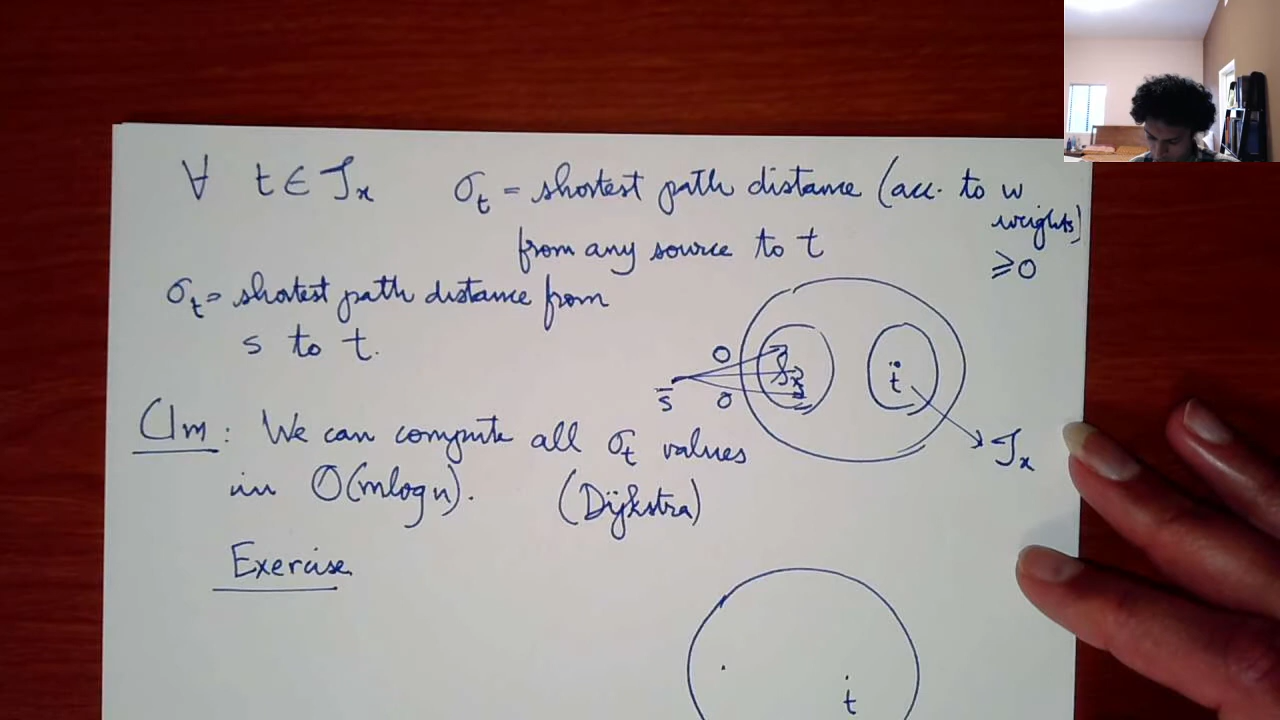 ∀ t ∈ T_x σ_t = shortest path distance (acc. to w weights)
from any source to t ≥0
σ_t = shortest path distance from
s to t.
0
S_x
t
s
0
Clm: We can compute all σ_t values
T_x
in O(m log n). (Dijkstra)
Exercise
t